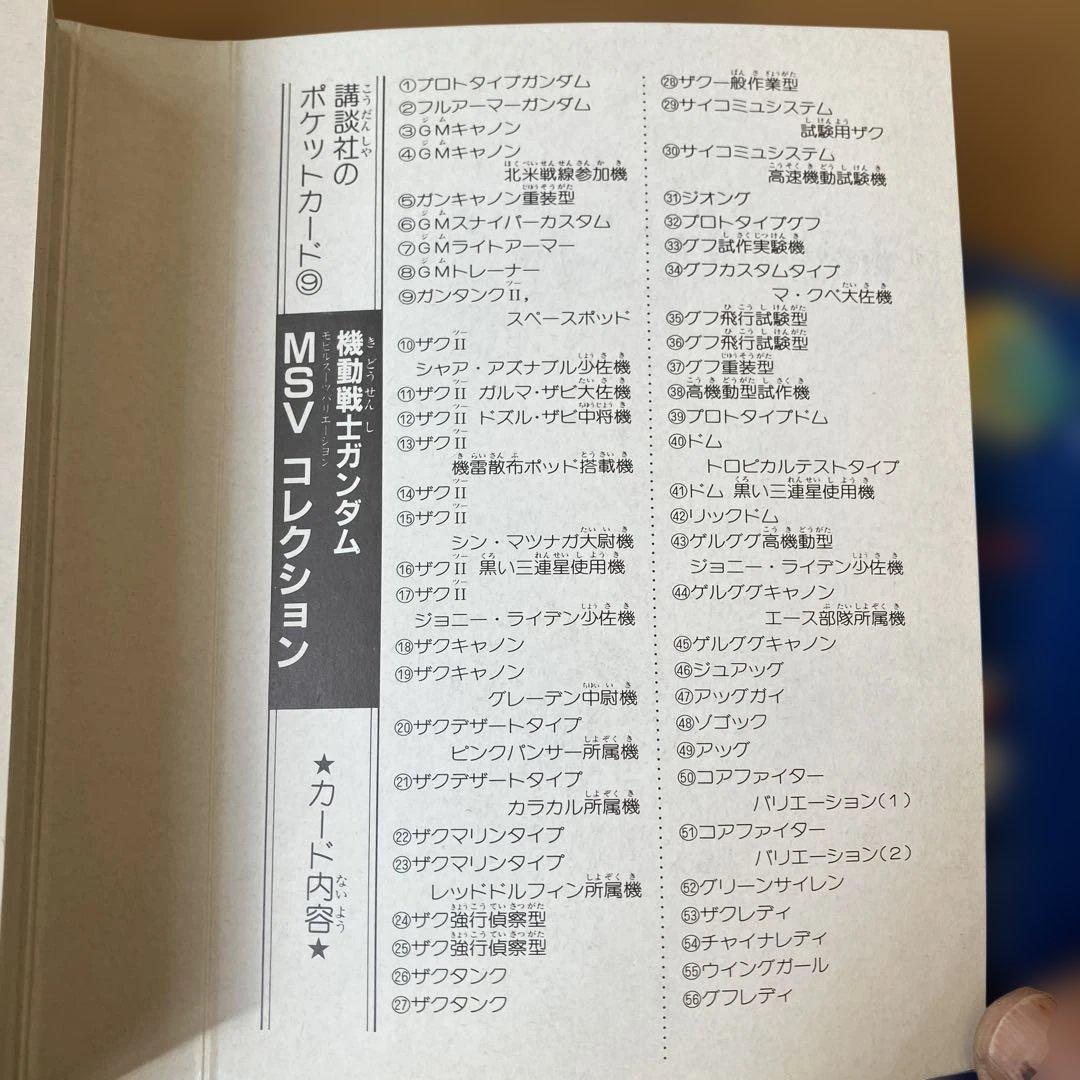 講談社の
ポケットカード⑨
機動戦士ガンダム
モビルスーツバリエーション
MSV コレクション
★カード内容★
①プロトタイプガンダム
②フルアーマーガンダム
③GMキャノン
④GMキャノン
北米戦線参加機
⑤ガンキャノン重装型
⑥GMスナイパーカスタム
⑦GMライトアーマー
⑧GMトレーナー
⑨ガンタンクII,
スペースポッド
⑩ザクII
シャア・アズナブル少佐機
⑪ザクII ガルマ・ザビ大佐機
⑫ザクII ドズル・ザビ中将機
⑬ザクII
機雷散布ポッド搭載機
⑭ザクII
⑮ザクII
シン・マツナガ大尉機
⑯ザクII 黒い三連星使用機
⑰ザクII
ジョニー・ライデン少佐機
⑱ザクキャノン
⑲ザクキャノン
グレーデン中尉機
⑳ザクデザートタイプ
ピンクパンサー所属機
㉑ザクデザートタイプ
カラカル所属機
㉒ザクマリンタイプ
㉓ザクマリンタイプ
レッドドルフィン所属機
㉔ザク強行偵察型
㉕ザク強行偵察型
㉖ザクタンク
㉗ザクタンク
㉘ザク一般作業型
㉙サイコミュシステム
試験用ザク
㉚サイコミュシステム
高速機動試験機
㉛ジオング
㉜プロトタイプグフ
㉝グフ試作実験機
㉞グフカスタムタイプ
マ・クベ大佐機
㉟グフ飛行試験型
㊱グフ飛行試験型
㊲グフ重装型
㊳高機動型試作機
㊴プロトタイプドム
㊵ドム
トロピカルテストタイプ
㊶ドム 黒い三連星使用機
㊷リックドム
㊸ゲルググ高機動型
ジョニー・ライデン少佐機
㊹ゲルググキャノン
エース部隊所属機
㊺ゲルググキャノン
㊻ジュアッグ
㊼アッグガイ
㊽ゾゴック
㊾アッグ
㊿コアファイター
バリエーション(1)
51コアファイター
バリエーション(2)
52グリーンサイレン
53ザクレディ
54チャイナレディ
55ウイングガール
56グフレディ